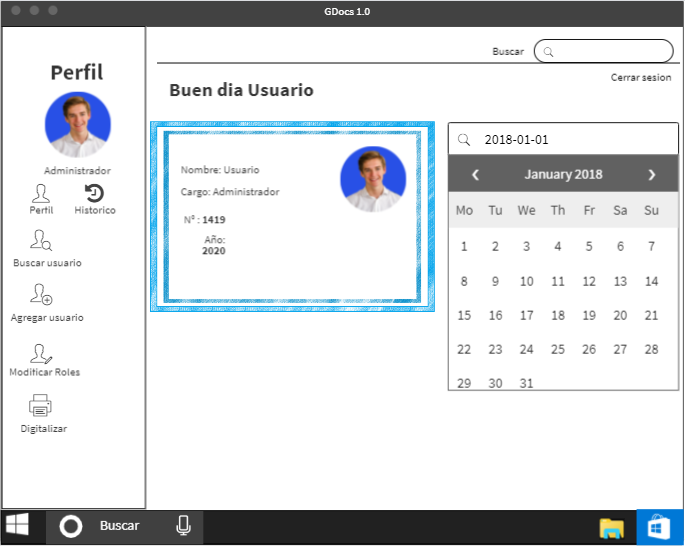 GDocs 1.0
Buscar
Cerrar sesion
Perfil
Administrador
Perfil
Historico
Buscar usuario
Agregar usuario
Moditicar Roles
Digitalizar
Buen dia Usuario
Nombre: Usuario
Cargo: Administrador
Nº : 1419
Año:
2020
2018-01-01
January 2018
Mo Tu We Th Fr Sa Su
1 2 3 4 5 6 7
8 9 10 11 12 13 14
15 16 17 18 19 20 21
22 23 24 25 26 27 28
29 30 31
Buscar